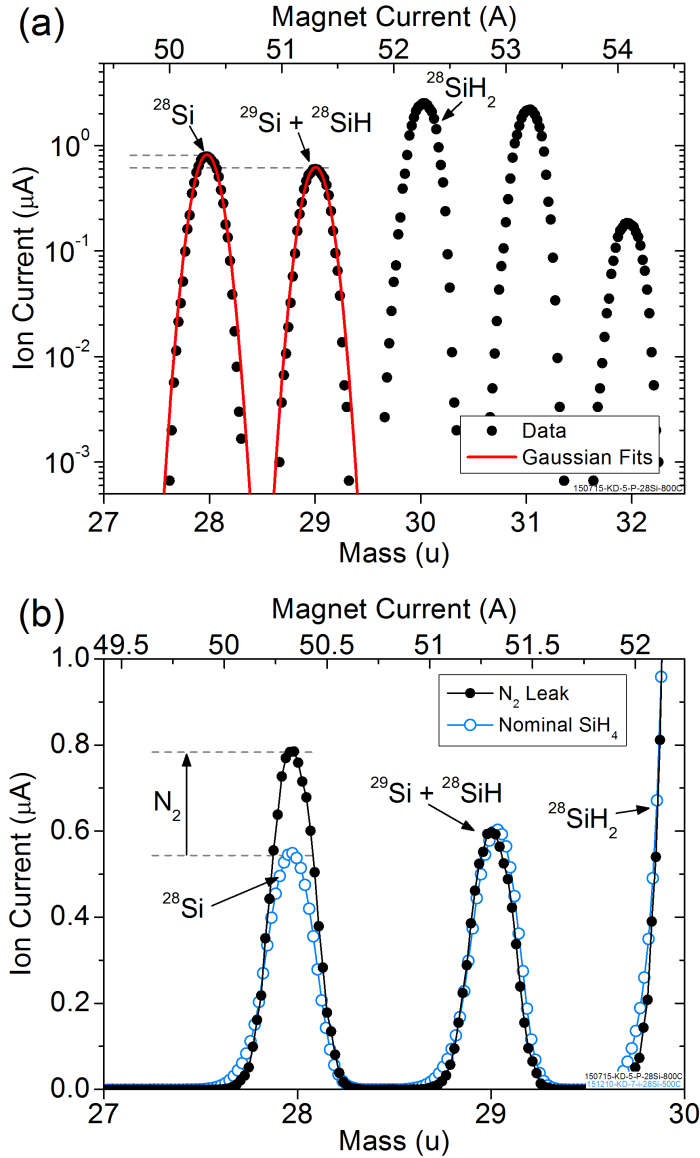 (a)
Magnet Current (A)
50 51 52 53 54
²⁸Si
²⁹Si + ²⁸SiH
²⁸SiH₂
10⁰
10⁻¹
10⁻²
10⁻³
Ion Current (μA)
Data
Gaussian Fits
150715-KD-5-P-28Si-800C
27 28 29 30 31 32
Mass (u)
(b)
Magnet Current (A)
49.5 50 50.5 51 51.5 52
1.0
0.8
0.6
0.4
0.2
0.0
Ion Current (μA)
N₂ Leak
Nominal SiH₄
N₂
²⁸Si
²⁹Si + ²⁸SiH
²⁸SiH₂
150715-KD-5-P-28Si-800C
151210-KD-7-i-28Si-500C
27 28 29 30
Mass (u)